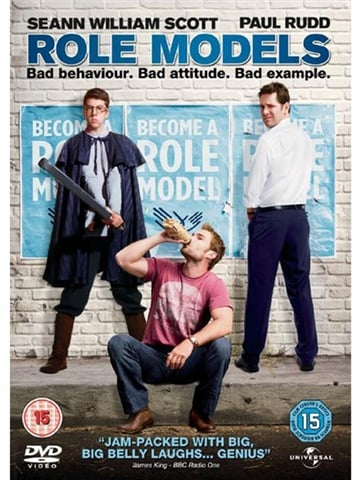 SEANN WILLIAM SCOTT PAUL RUDD
ROLE MODELS
Bad behaviour. Bad attitude. Bad example.
BECOME A
ROLE
MODEL
BECOME A
ROLE
MODEL
BECOME A
ROLE
MODEL
15
15
DVD
VIDEO
"JAM-PACKED WITH BIG,
BIG BELLY LAUGHS... GENIUS"
James King - BBC Radio One
UNIVERSAL